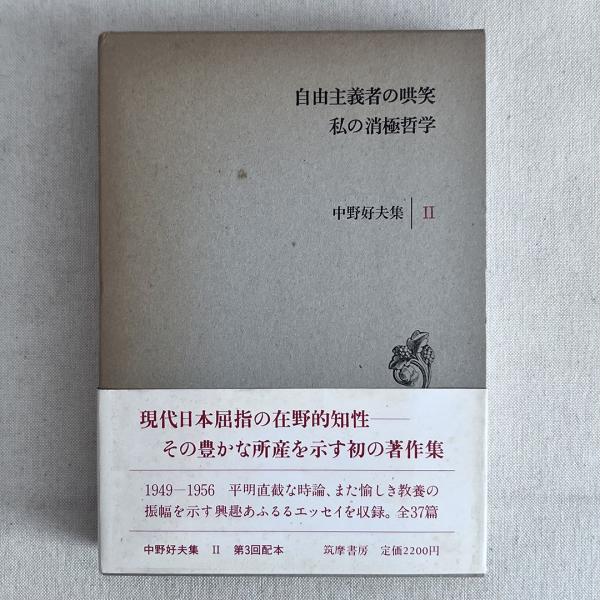 自由主義者の哄笑
私の消極哲学
中野好夫集 II
現代日本屈指の在野的知性——
その豊かな所産を示す初の著作集
1949―1956 平明直截な時論、また愉しき教養の
振幅を示す興趣あふるるエッセイを収録。全37篇
中野好夫集 II 第3回配本 筑摩書房 定価2200円